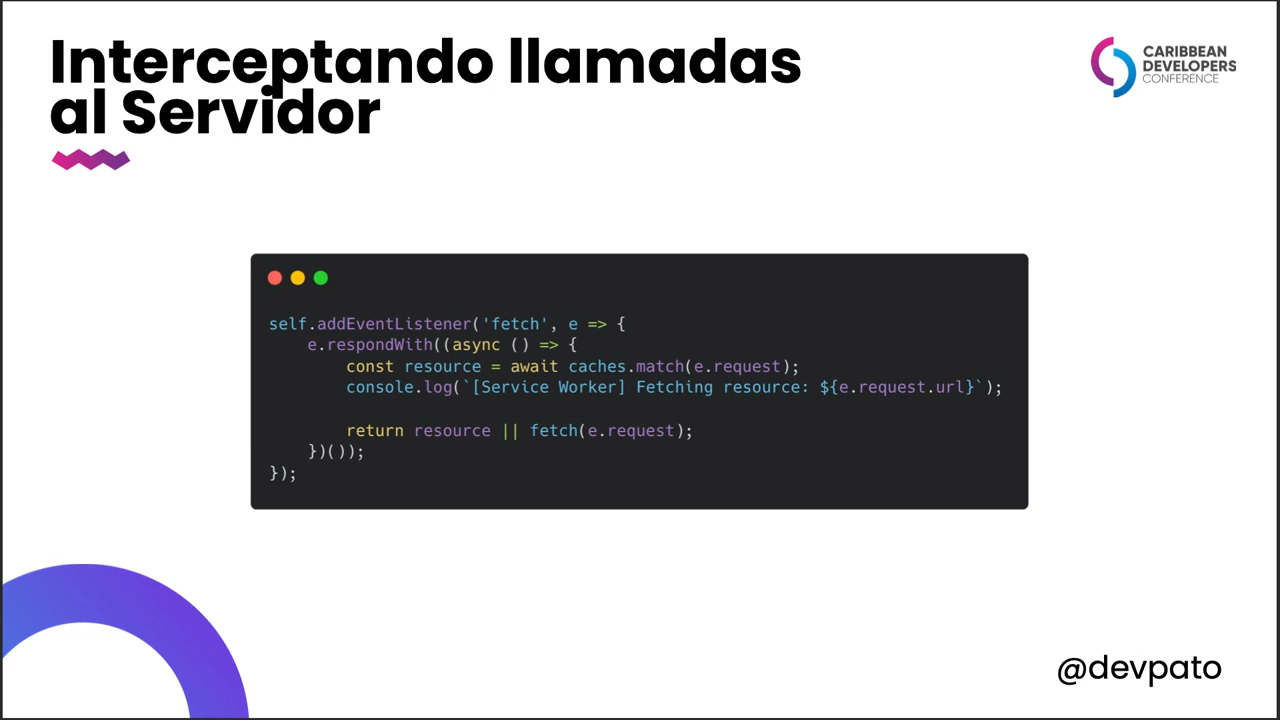 Interceptando llamadas
al Servidor
CARIBBEAN
DEVELOPERS
CONFERENCE
self.addEventListener('fetch', e => {
    e.respondWith((async () => {
        const resource = await caches.match(e.request);
        console.log(`[Service Worker] Fetching resource: ${e.request.url}`);
        return resource || fetch(e.request);
    })());
});
@devpato